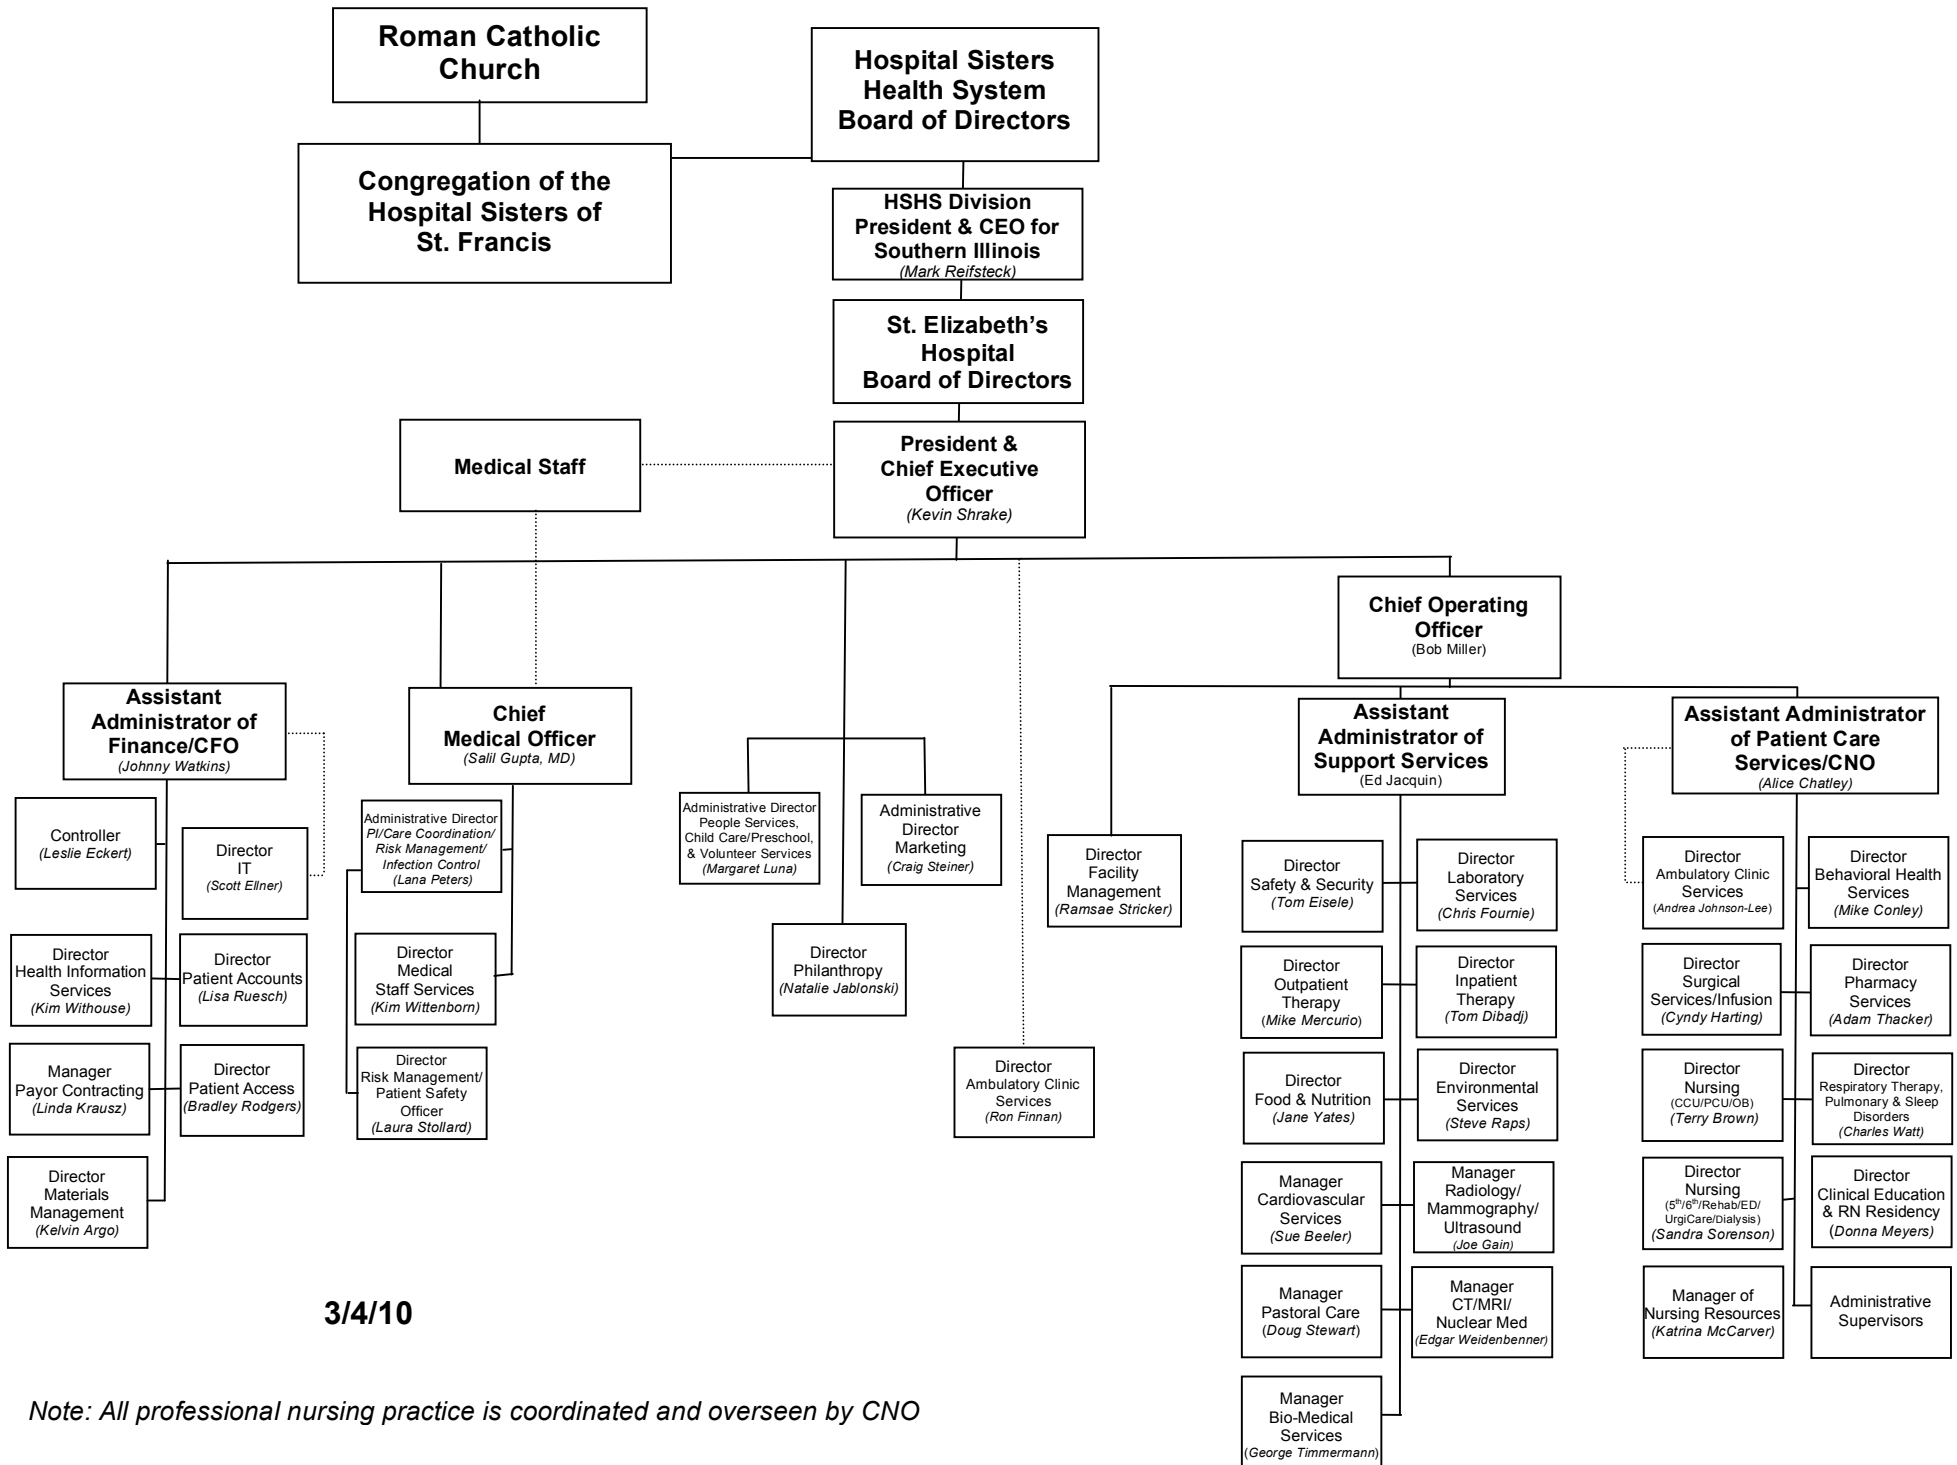 Roman Catholic
Church
Hospital Sisters
Health System
Board of Directors
Congregation of the
Hospital Sisters of
St. Francis
HSHS Division
President & CEO for
Southern Illinois
(Mark Reifsteck)
St. Elizabeth's
Hospital
Board of Directors
Medical Staff
President &
Chief Executive
Officer
(Kevin Shrake)
Chief Operating
Officer
(Bob Miller)
Assistant
Administrator of
Finance/CFO
(Johnny Watkins)
Chief
Medical Officer
(Salil Gupta, MD)
Assistant
Administrator of
Support Services
(Ed Jacquin)
Assistant Administrator
of Patient Care
Services/CNO
(Alice Chatley)
Controller
(Leslie Eckert)
Director
IT
(Scott Ellner)
Director
Health Information
Services
(Kim Withouse)
Director
Patient Accounts
(Lisa Ruesch)
Manager
Payor Contracting
(Linda Krausz)
Director
Patient Access
(Bradley Rodgers)
Director
Materials
Management
(Kelvin Argo)
Administrative Director
PI/Care Coordination/
Risk Management/
Infection Control
(Lana Peters)
Director
Medical
Staff Services
(Kim Wittenborn)
Director
Risk Management/
Patient Safety
Officer
(Laura Stollard)
Administrative Director
People Services,
Child Care/Preschool,
& Volunteer Services
(Margaret Luna)
Administrative
Director
Marketing
(Craig Steiner)
Director
Philanthropy
(Natalie Jablonski)
Director
Ambulatory Clinic
Services
(Ron Finnan)
Director
Facility
Management
(Ramsae Stricker)
Director
Safety & Security
(Tom Eisele)
Director
Laboratory
Services
(Chris Fournie)
Director
Outpatient
Therapy
(Mike Mercurio)
Director
Inpatient
Therapy
(Tom Dibadj)
Director
Food & Nutrition
(Jane Yates)
Director
Environmental
Services
(Steve Raps)
Manager
Cardiovascular
Services
(Sue Beeler)
Manager
Radiology/
Mammography/
Ultrasound
(Joe Gain)
Manager
Pastoral Care
(Doug Stewart)
Manager
CT/MRI/
Nuclear Med
(Edgar Weidenbenner)
Manager
Bio-Medical
Services
(George Timmermann)
Director
Ambulatory Clinic
Services
(Andrea Johnson-Lee)
Director
Behavioral Health
Services
(Mike Conley)
Director
Surgical
Services/Infusion
(Cyndy Harting)
Director
Pharmacy
Services
(Adam Thacker)
Director
Nursing
(CCU/PCU/OB)
(Terry Brown)
Director
Respiratory Therapy,
Pulmonary & Sleep
Disorders
(Charles Watt)
Director
Nursing
(5th/6th/Rehab/ED/
UrgiCare/Dialysis)
(Sandra Sorenson)
Director
Clinical Education
& RN Residency
(Donna Meyers)
Manager of
Nursing Resources
(Katrina McCarver)
Administrative
Supervisors
3/4/10
Note: All professional nursing practice is coordinated and overseen by CNO